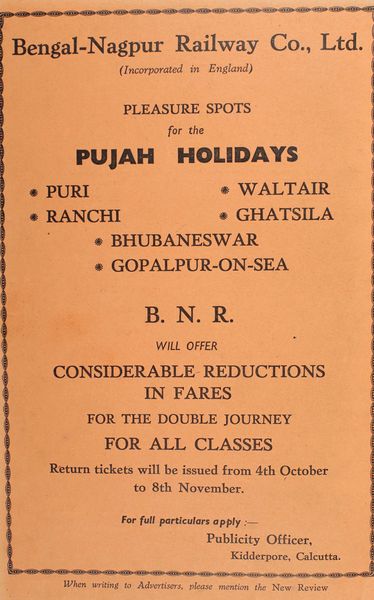 Bengal-Nagpur Railway Co., Ltd.
(Incorporated in England)
PLEASURE SPOTS
for the
PUJAH HOLIDAYS
* PURI * WALTAIR
* RANCHI * GHATSILA
* BHUBANESWAR
* GOPALPUR-ON-SEA
B. N. R.
WILL OFFER
CONSIDERABLE REDUCTIONS
IN FARES
FOR THE DOUBLE JOURNEY
FOR ALL CLASSES
Return tickets will be issued from 4th October
to 8th November.
For full particulars apply :—
Publicity Officer,
Kidderpore, Calcutta.
When writing to Advertisers, please mention the New Review